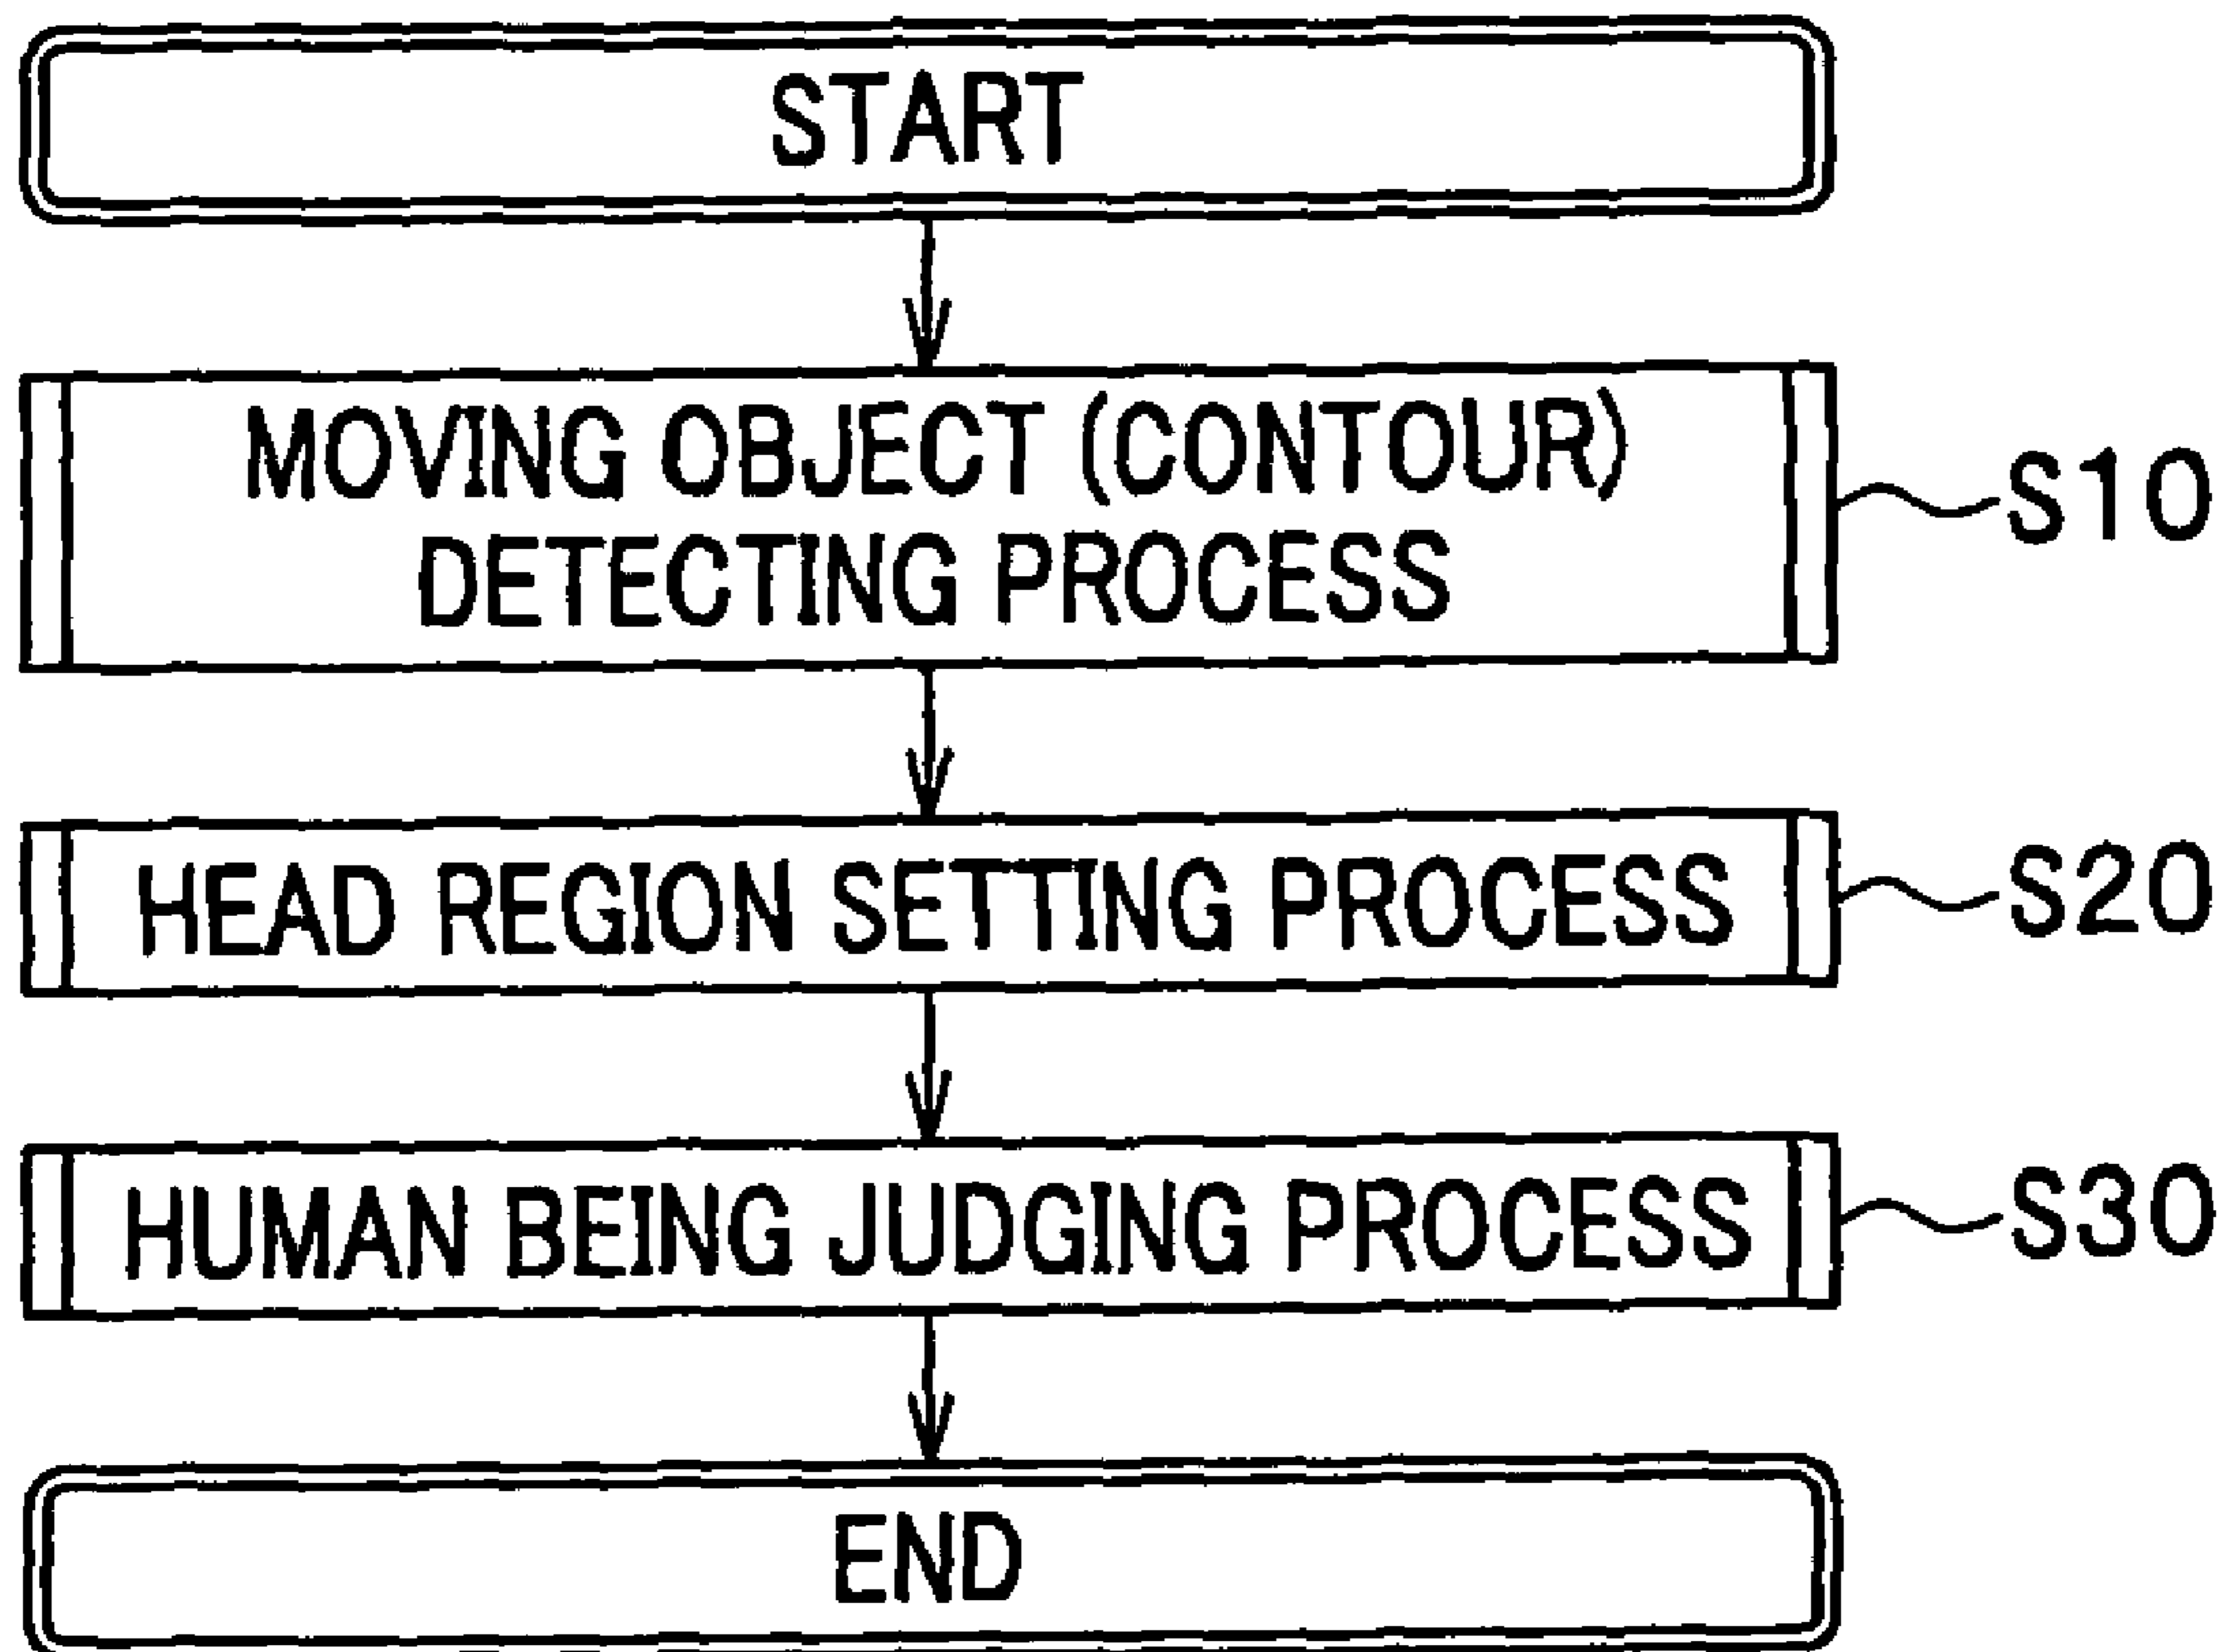 START
MOVING OBJECT (CONTOUR)
DETECTING PROCESS
S10
HEAD REGION SETTING PROCESS
S20
HUMAN BEING JUDGING PROCESS
S30
END